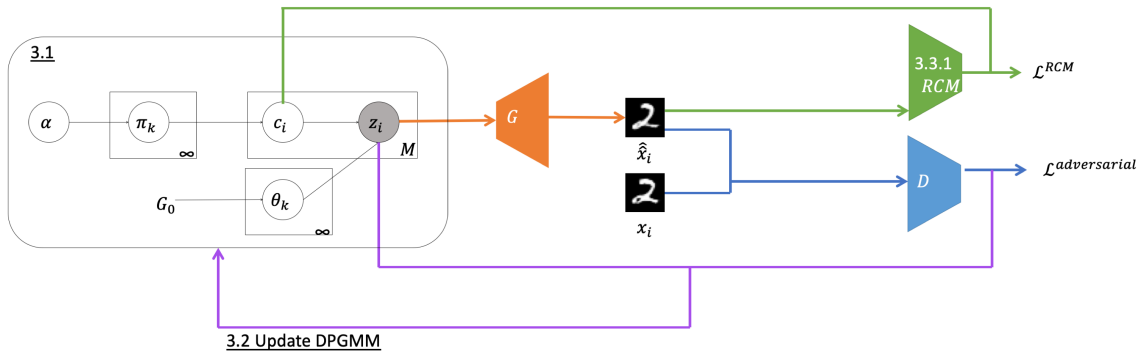 3.1
α
π_k
∞
c_i
z_i
M
G_0
θ_k
∞
G
x̂̂_i
x_i
3.3.1
RCM
D
ℒ^RCM
ℒ^adversarial
3.2 Update DPGMM